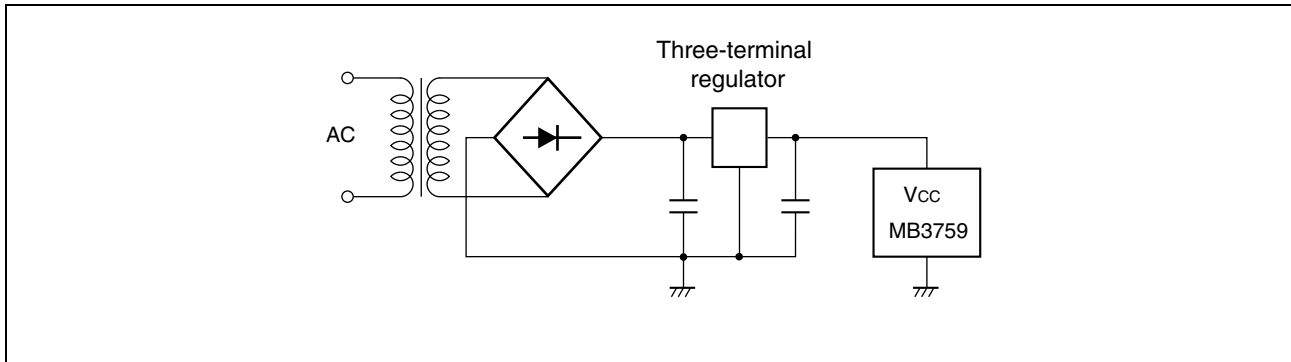 Three-terminal
regulator
AC
VCC
MB3759